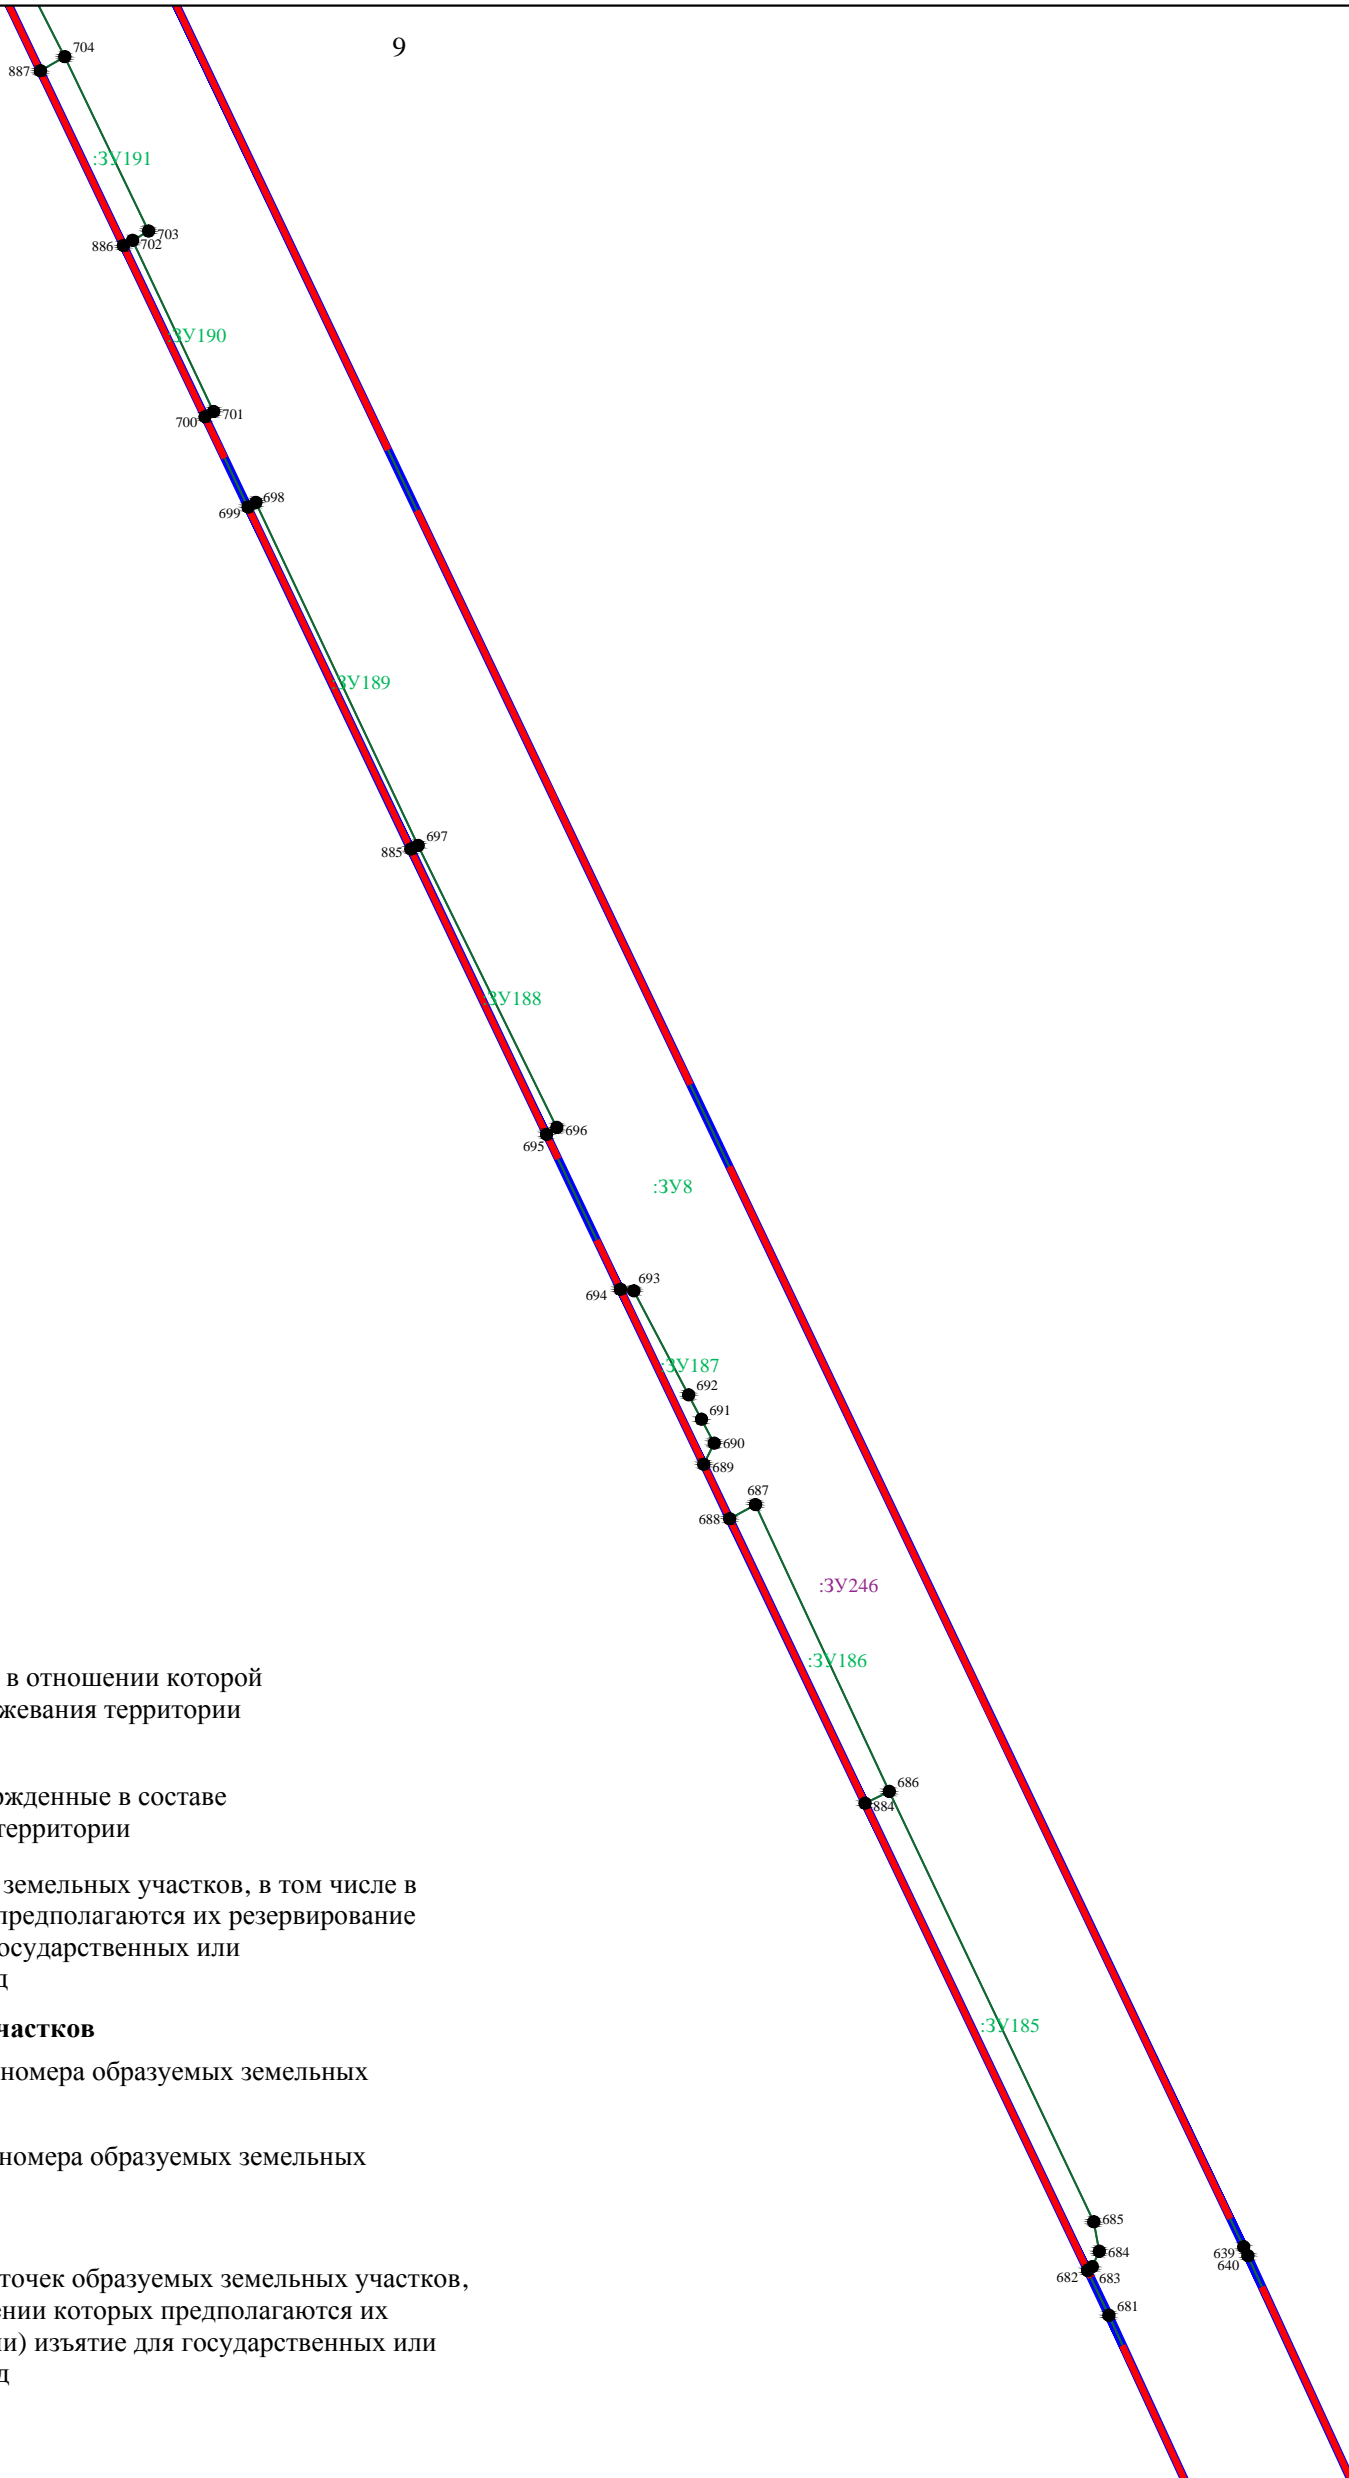 9
704
887
:ЗУ191
703
702
886
:ЗУ190
701
700
698
699
:ЗУ189
697
885
:ЗУ188
696
695
:ЗУ8
693
694
:ЗУ187
692
691
690
689
687
688
:ЗУ246
:ЗУ186
686
884
:ЗУ185
685
684
683
682
681
639
640
в отношении которой
жевания территории
ржденные в составе
территории
земельных участков, в том числе в
предполагаются их резервирование
осударственных или
д
частков
номера образуемых земельных
номера образуемых земельных
точек образуемых земельных участков,
ении которых предполагаются их
ли) изъятие для государственных или
д